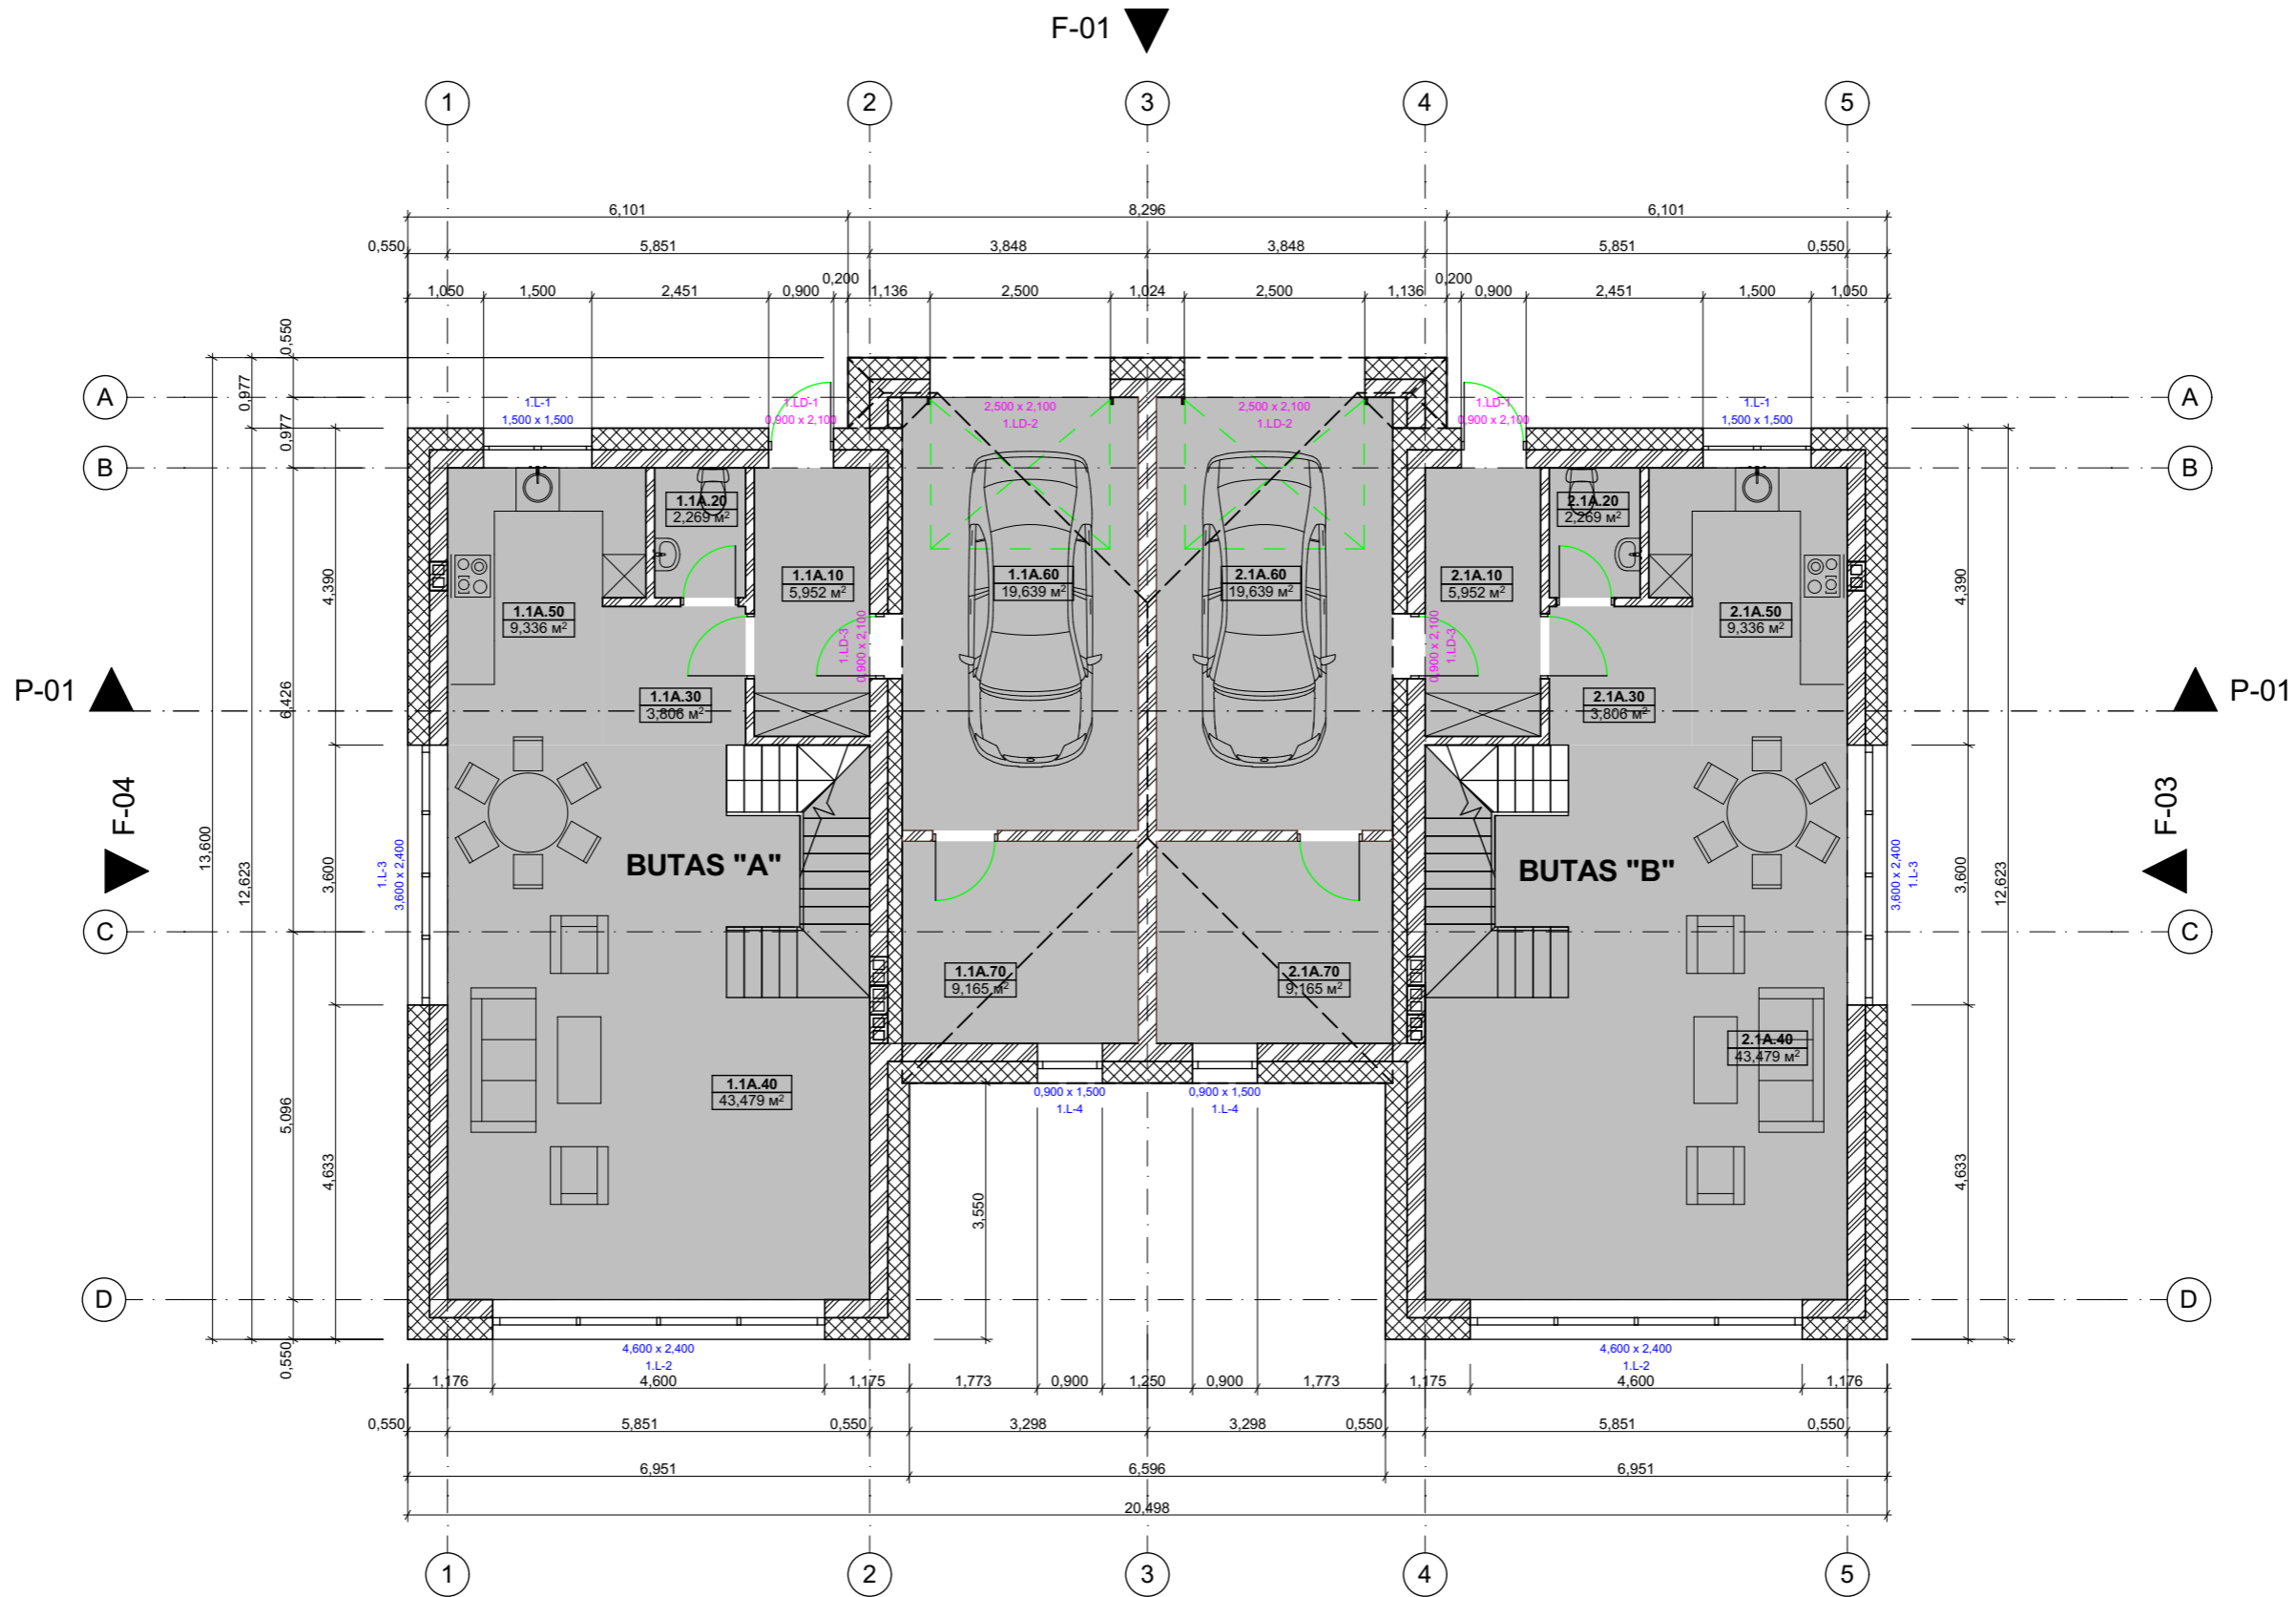 F-01
1 2 3 4 5
6,101 8,296 6,101
0,550 5,851 3,848 3,848 5,851 0,550
0,200 0,200
1,050 1,500 2,451 0,900 1,136 2,500 1,024 2,500 1,136 0,900 2,451 1,500 1,050
0,550
0,977
0,977
A A
1.L-1 1.LD-1 2,500 x 2,100 2,500 x 2,100 1.LD-1 1.L-1
1,500 x 1,500 0,900 x 2,100 1.LD-2 1.LD-2 0,900 x 2,100 1,500 x 1,500
B B
1.1A.20 2.1A.20
2,269 м² 2,269 м²
1.1A.10 1.1A.60 2.1A.60 2.1A.10
5,952 м² 19,639 м² 19,639 м² 5,952 м²
4,390 4,390
1.1A.50 2.1A.50
9,336 м² 9,336 м²
1.LD-3
0,900 x 2,100
0,900 x 2,100
1.LD-3
P-01 P-01
1.1A.30 2.1A.30
3,806 м² 3,806 м²
6,426
F-04 F-03
13,600
12,623
3,600
1.L-3
3,600 x 2,400
BUTAS "A" BUTAS "B"
3,600 x 2,400
1.L-3
3,600
12,623
C C
1.1A.70 2.1A.70
9,165 м² 9,165 м²
2.1A.40
43,479 м²
1.1A.40
43,479 м²
0,900 x 1,500 0,900 x 1,500
1.L-4 1.L-4
5,096
4,633 4,633
3,550
D D
0,550
4,600 x 2,400 4,600 x 2,400
1.L-2 1.L-2
1,176 4,600 1,175 1,773 0,900 1,250 0,900 1,773 1,175 4,600 1,176
0,550 5,851 0,550 3,298 3,298 0,550 5,851 0,550
6,951 6,596 6,951
20,498
1 2 3 4 5